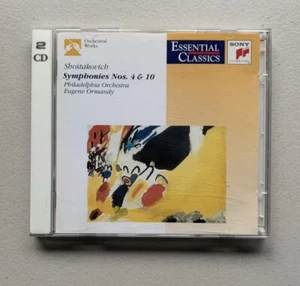 2
CD
Orchestral
Works
Shostakovich
Symphonies Nos. 4 & 10
Philadelphia Orchestra
Eugene Ormandy
ESSENTIAL
CLASSICS
SONY